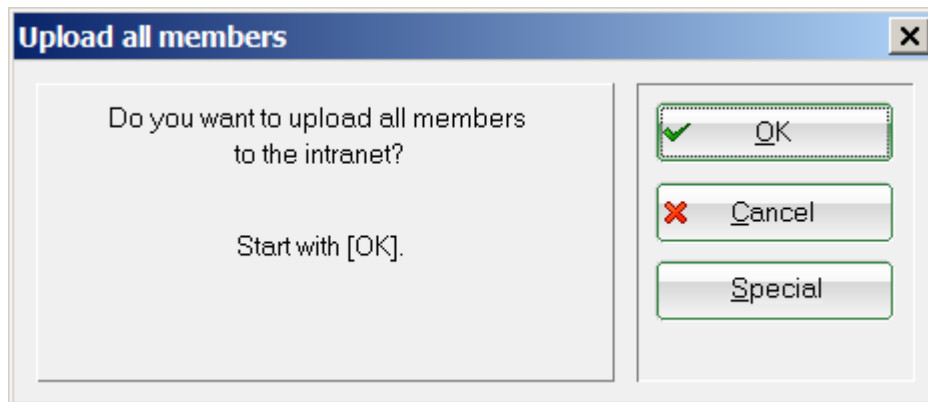 Upload all members
Do you want to upload all members
to the intranet?
Start with [OK].
OK
Cancel
Special